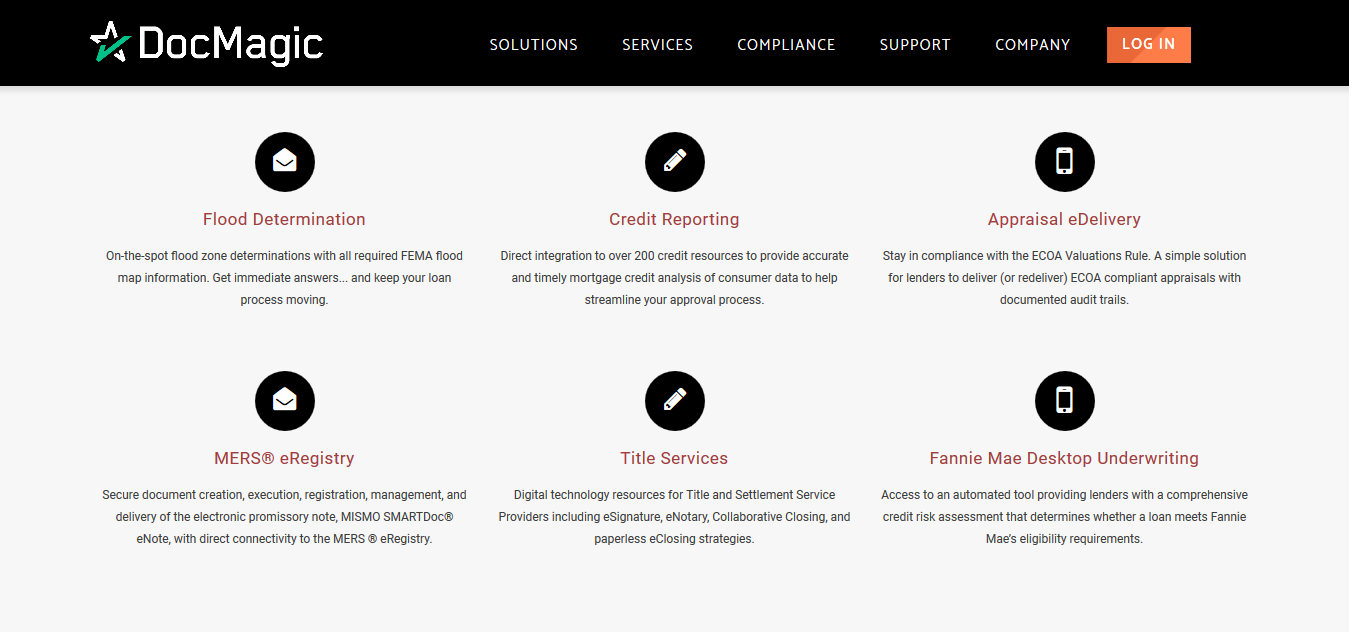 DocMagic
SOLUTIONS
SERVICES
COMPLIANCE
SUPPORT
COMPANY
LOG IN
Flood Determination
On-the-spot flood zone determinations with all required FEMA flood
map information. Get immediate answers... and keep your loan
process moving.
Credit Reporting
Direct integration to over 200 credit resources to provide accurate
and timely mortgage credit analysis of consumer data to help
streamline your approval process.
Appraisal eDelivery
Stay in compliance with the ECOA Valuations Rule. A simple solution
for lenders to deliver (or redeliver) ECOA compliant appraisals with
documented audit trails.
MERS® eRegistry
Secure document creation, execution, registration, management, and
delivery of the electronic promissory note, MISMO SMARTDoc®
eNote, with direct connectivity to the MERS ® eRegistry.
Title Services
Digital technology resources for Title and Settlement Service
Providers including eSignature, eNotary, Collaborative Closing, and
paperless eClosing strategies.
Fannie Mae Desktop Underwriting
Access to an automated tool providing lenders with a comprehensive
credit risk assessment that determines whether a loan meets Fannie
Mae's eligibility requirements.